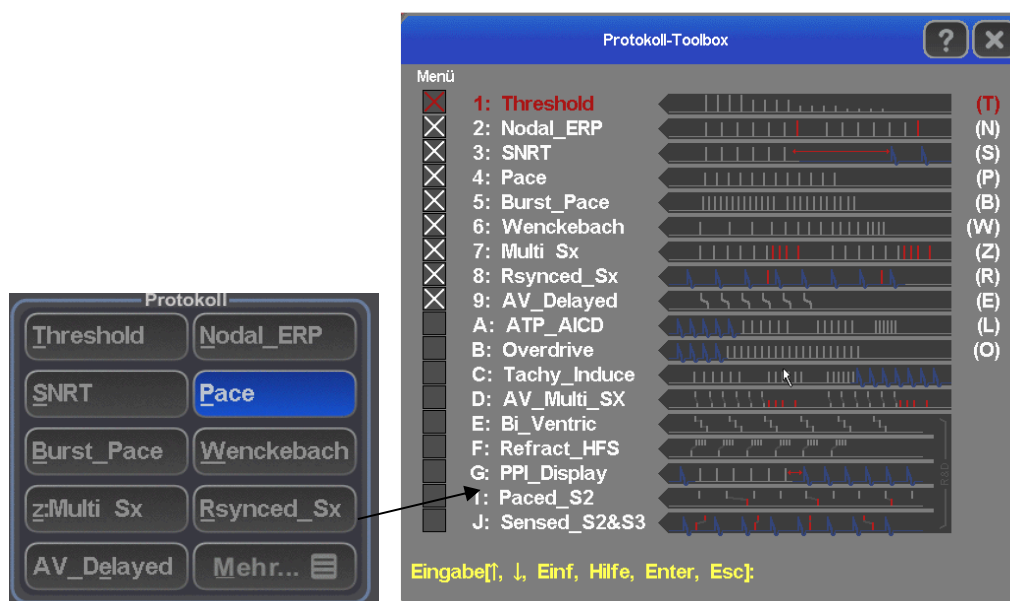 Protokoll
Threshold Nodal_ERP
SNRT Pace
Burst_Pace Wenckebach
z:Multi Sx Rsynced_Sx
AV_Delayed Mehr...
Protokoll-Toolbox ? X
Menü
1: Threshold (T)
2: Nodal_ERP (N)
3: SNRT (S)
4: Pace (P)
5: Burst_Pace (B)
6: Wenckebach (W)
7: Multi Sx (Z)
8: Rsynced_Sx (R)
9: AV_Delayed (E)
A: ATP_AICD (L)
B: Overdrive (O)
C: Tachy_Induce
D: AV_Multi_SX
E: Bi_Ventric
F: Refract_HFS
G: PPI_Display
I: Paced_S2
J: Sensed_S2&S3
R&D
Eingabe[↑, ↓, Einf, Hilfe, Enter, Esc]: